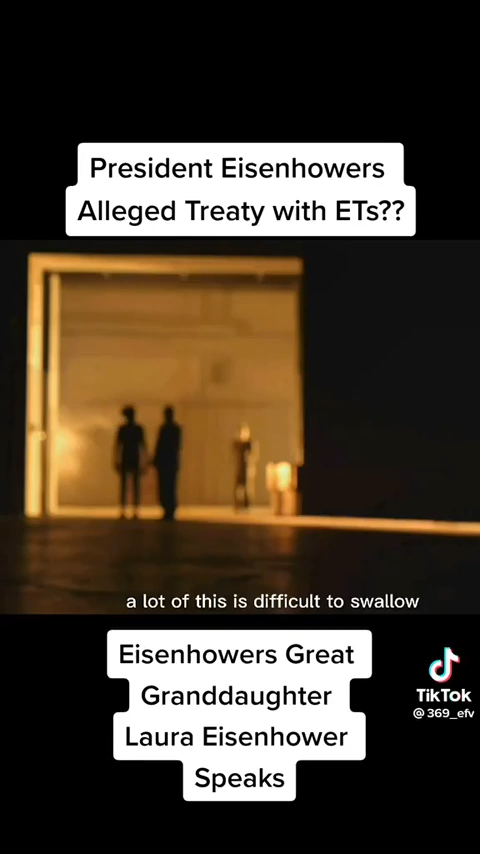 President Eisenhowers
Alleged Treaty with ETs??
a lot of this is difficult to swallow
Eisenhowers Great
Granddaughter
Laura Eisenhower
Speaks
TikTok
@ 369_efv